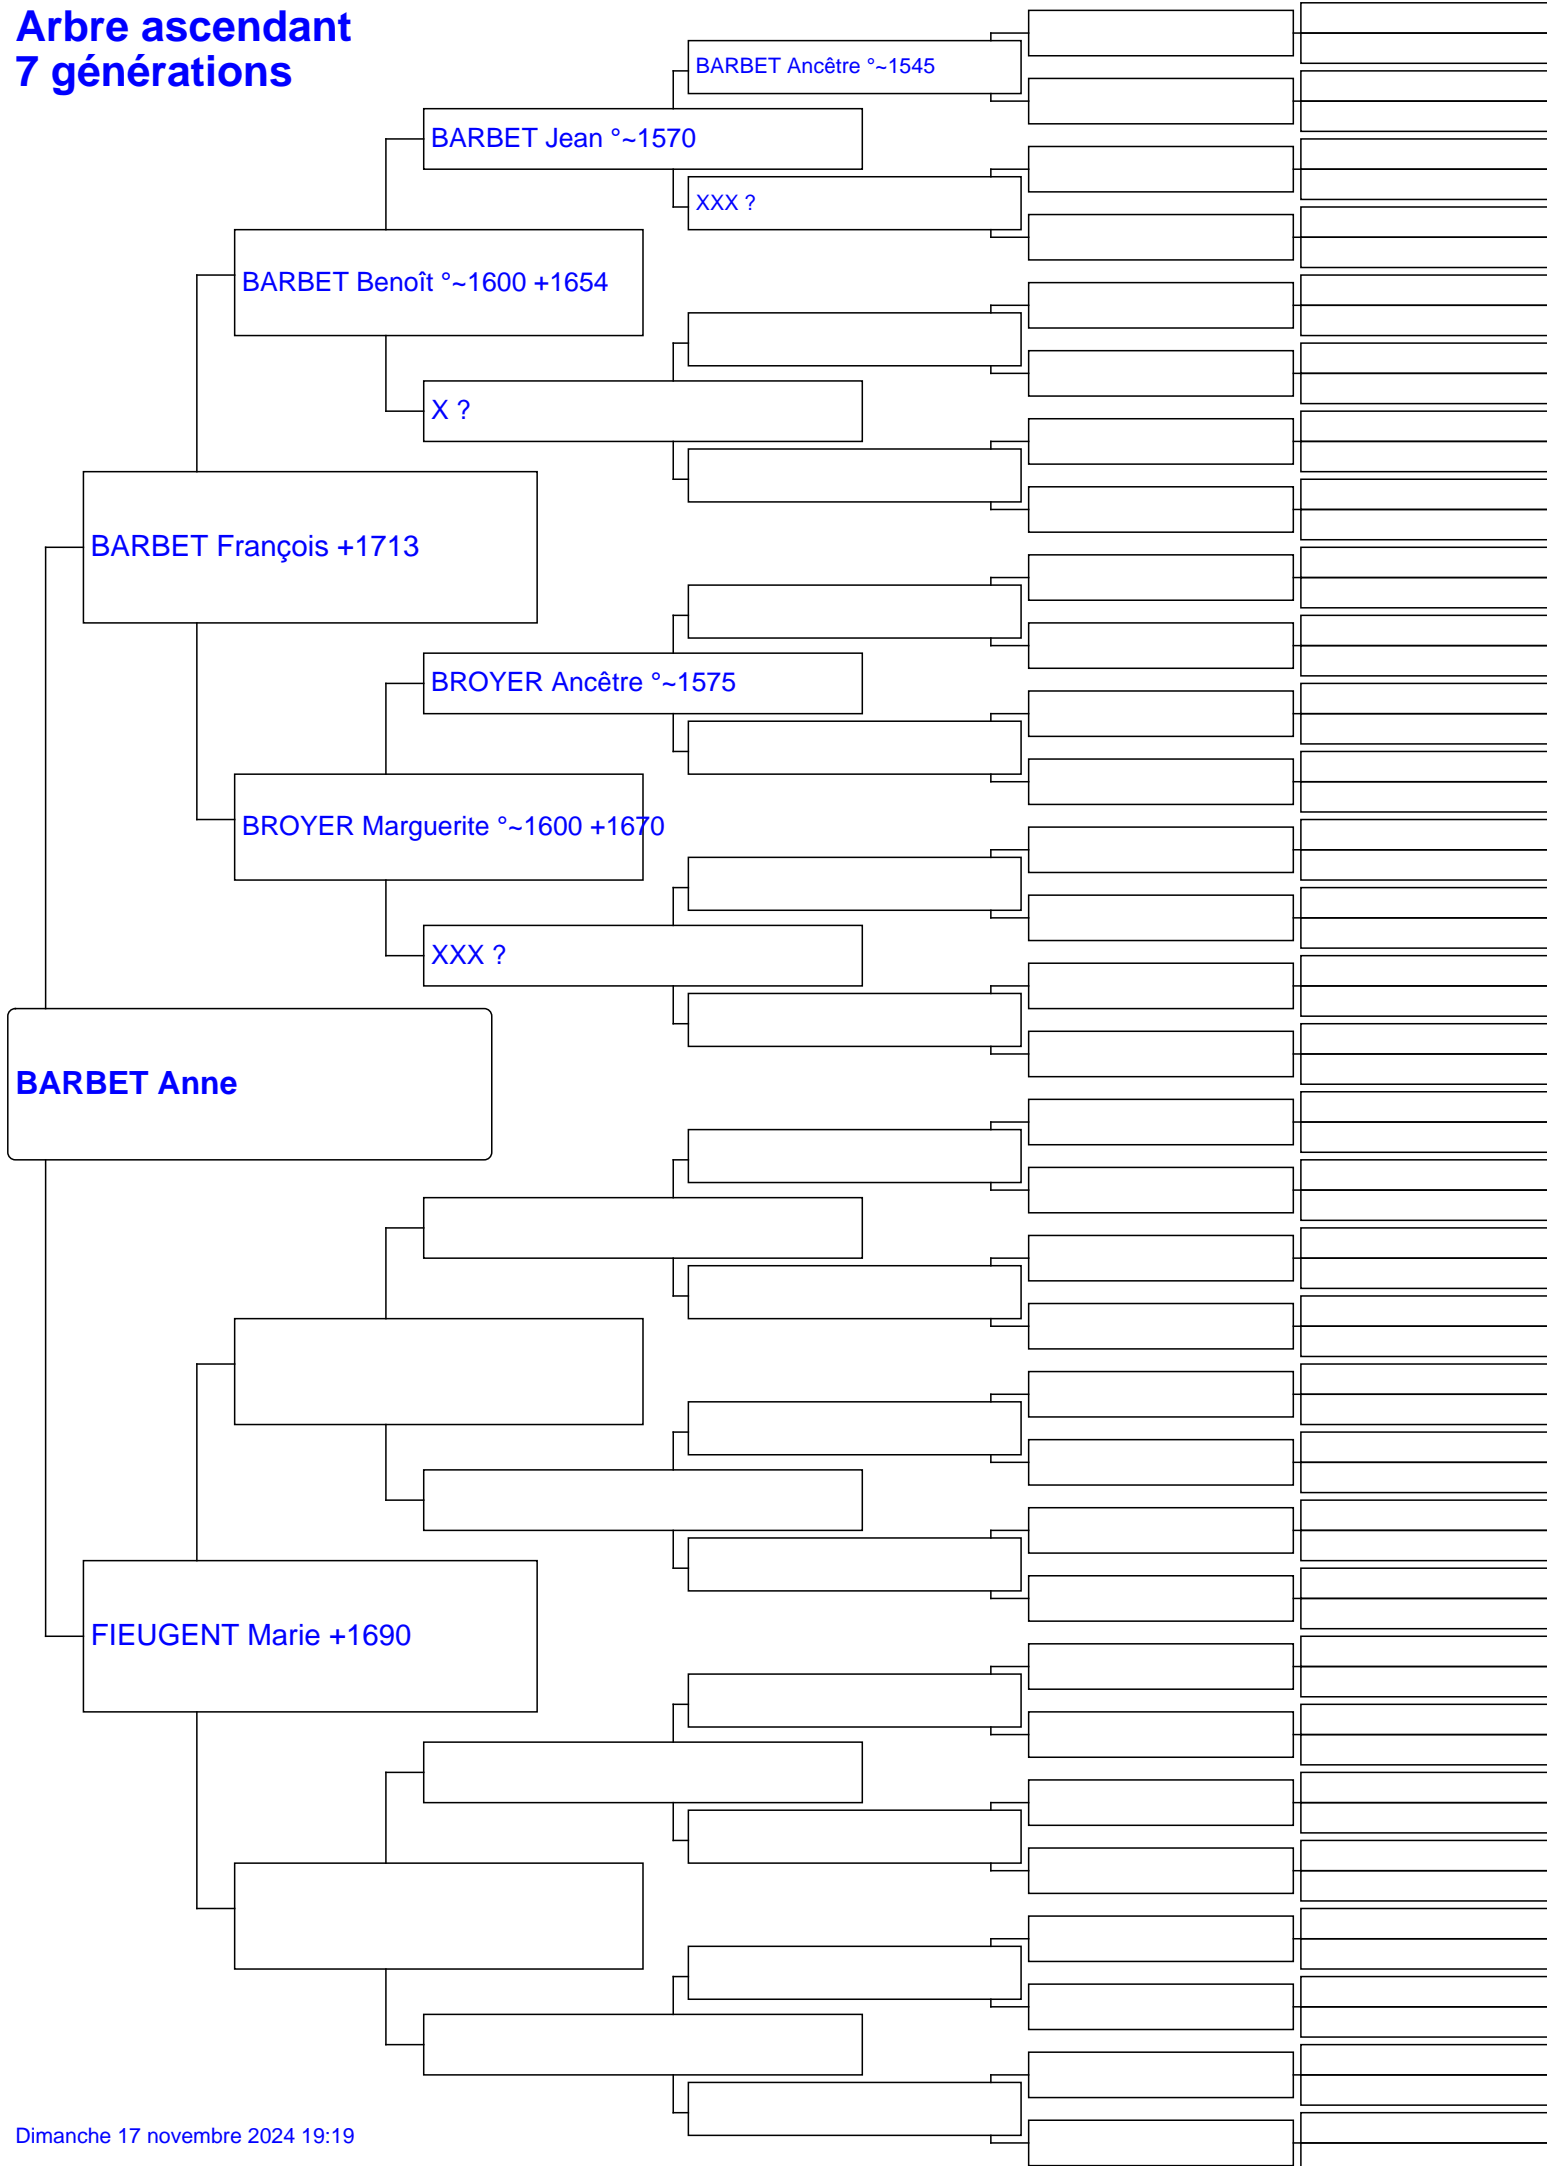 Arbre ascendant
7 générations
BARBET Ancêtre °~1545
BARBET Jean °~1570
XXX ?
BARBET Benoît °~1600 +1654
X ?
BARBET François +1713
BROYER Ancêtre °~1575
BROYER Marguerite °~1600 +1670
XXX ?
BARBET Anne
FIEUGENT Marie +1690
Dimanche 17 novembre 2024 19:19